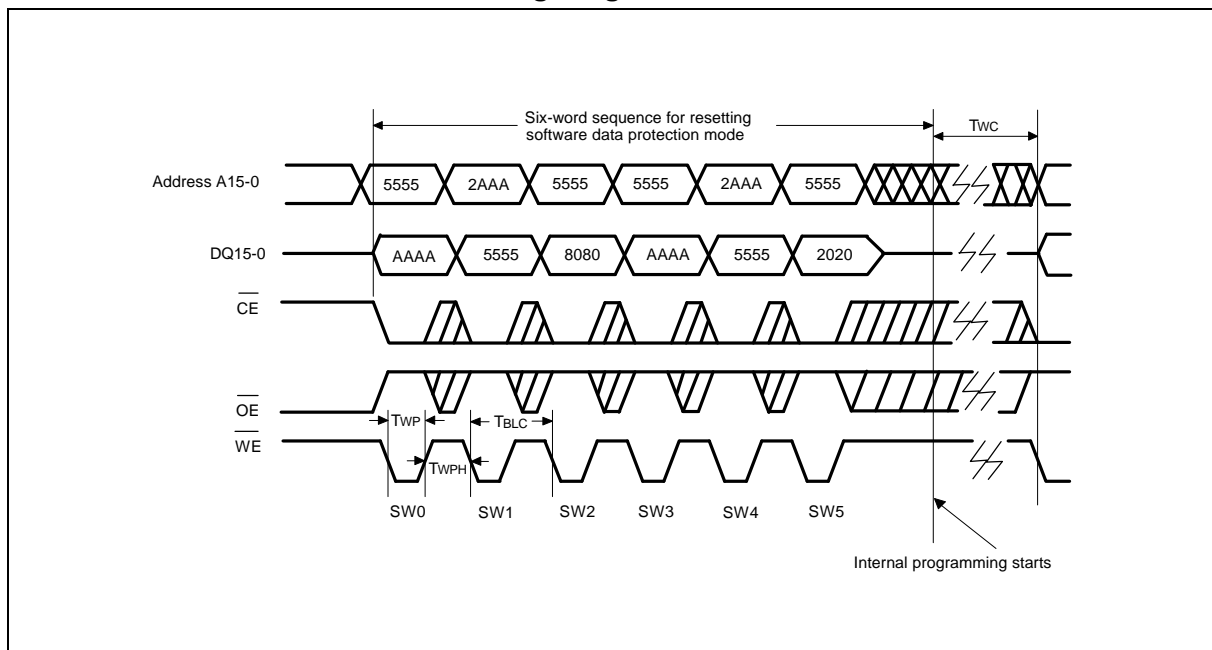 Six-word sequence for resetting
software data protection mode
TWC
Address A15-0
5555 2AAA 5555 5555 2AAA 5555
DQ15-0
AAAA 5555 8080 AAAA 5555 2020
CE
OE
TWP TBLC
WE
TWPH
SW0 SW1 SW2 SW3 SW4 SW5
Internal programming starts